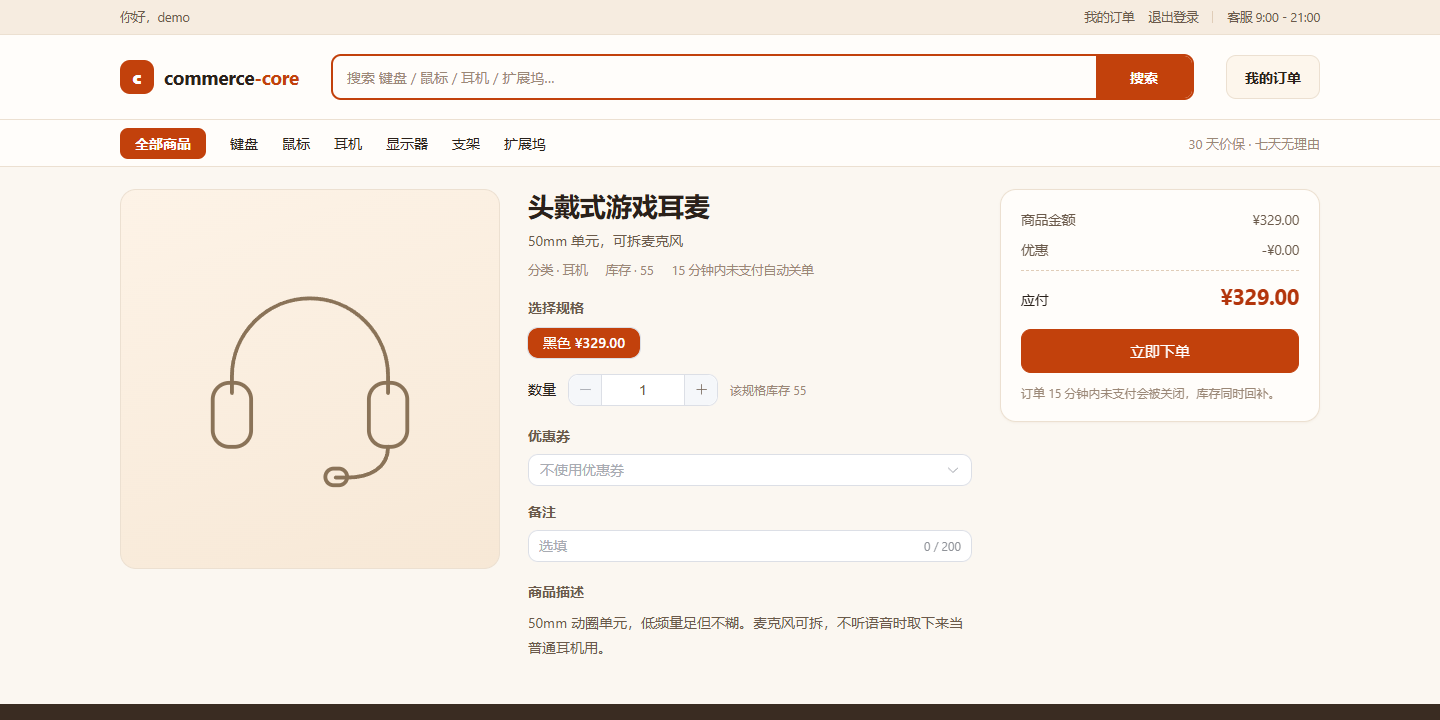 你好，demo
我的订单 退出登录 客服 9:00 - 21:00
c commerce-core
搜索 键盘 / 鼠标 / 耳机 / 扩展坞...
搜索
我的订单
全部商品 键盘 鼠标 耳机 显示器 支架 扩展坞
30 天价保 · 七天无理由
头戴式游戏耳麦
50mm 单元，可拆麦克风
分类 · 耳机 库存 · 55 15 分钟内未支付自动关单
选择规格
黑色 ¥329.00
数量 1 该规格库存 55
优惠券
不使用优惠券
备注
选填 0 / 200
商品描述
50mm 动圈单元，低频量足但不糊。麦克风可拆，不听语音时取下来当
普通耳机用。
商品金额 ¥329.00
优惠 -¥0.00
应付 ¥329.00
立即下单
订单 15 分钟内未支付会被关闭，库存同时回补。